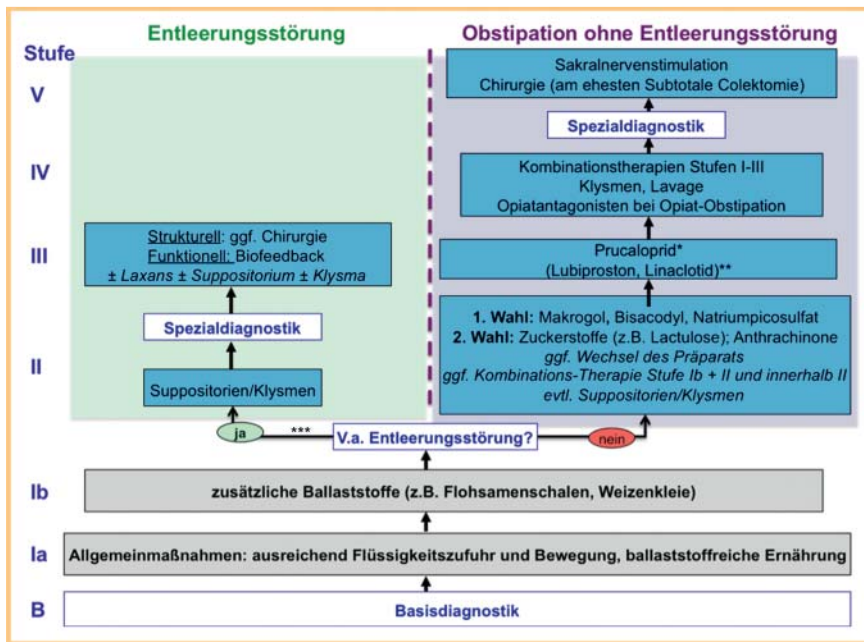 Entleerungsstörung
Obstipation ohne Entleerungsstörung
Stufe
V
Sakralnervenstimulation
Chirurgie (am ehesten Subtotale Colektomie)
Spezialdiagnostik
IV
Kombinationstherapien Stufen I-III
Klysmen, Lavage
Opiatantagonisten bei Opiat-Obstipation
III
Strukturell: ggf. Chirurgie
Funktionell: Biofeedback
± Laxans ± Suppositorium ± Klysma
Prucaloprid*
(Lubiproston, Linaclotid)**
Spezialdiagnostik
II
Suppositorien/Klysmen
1. Wahl: Makrogol, Bisacodyl, Natriumpicosulfat
2. Wahl: Zuckerstoffe (z.B. Lactulose); Anthrachinone
ggf. Wechsel des Präparats
ggf. Kombinations-Therapie Stufe Ib + II und innerhalb II
evtl. Suppositorien/Klysmen
ja
***
V.a. Entleerungsstörung?
nein
Ib
zusätzliche Ballaststoffe (z.B. Flohsamenschalen, Weizenkleie)
Ia
Allgemeinmaßnahmen: ausreichend Flüssigkeitszufuhr und Bewegung, ballaststoffreiche Ernährung
B
Basisdiagnostik